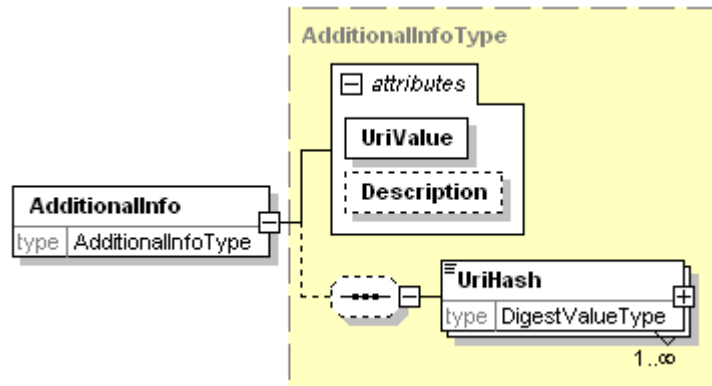 AdditionalInfoType
attributes
UriValue
Description
AdditionalInfo
type AdditionalInfoType
UriHash
type DigestValueType
1..∞